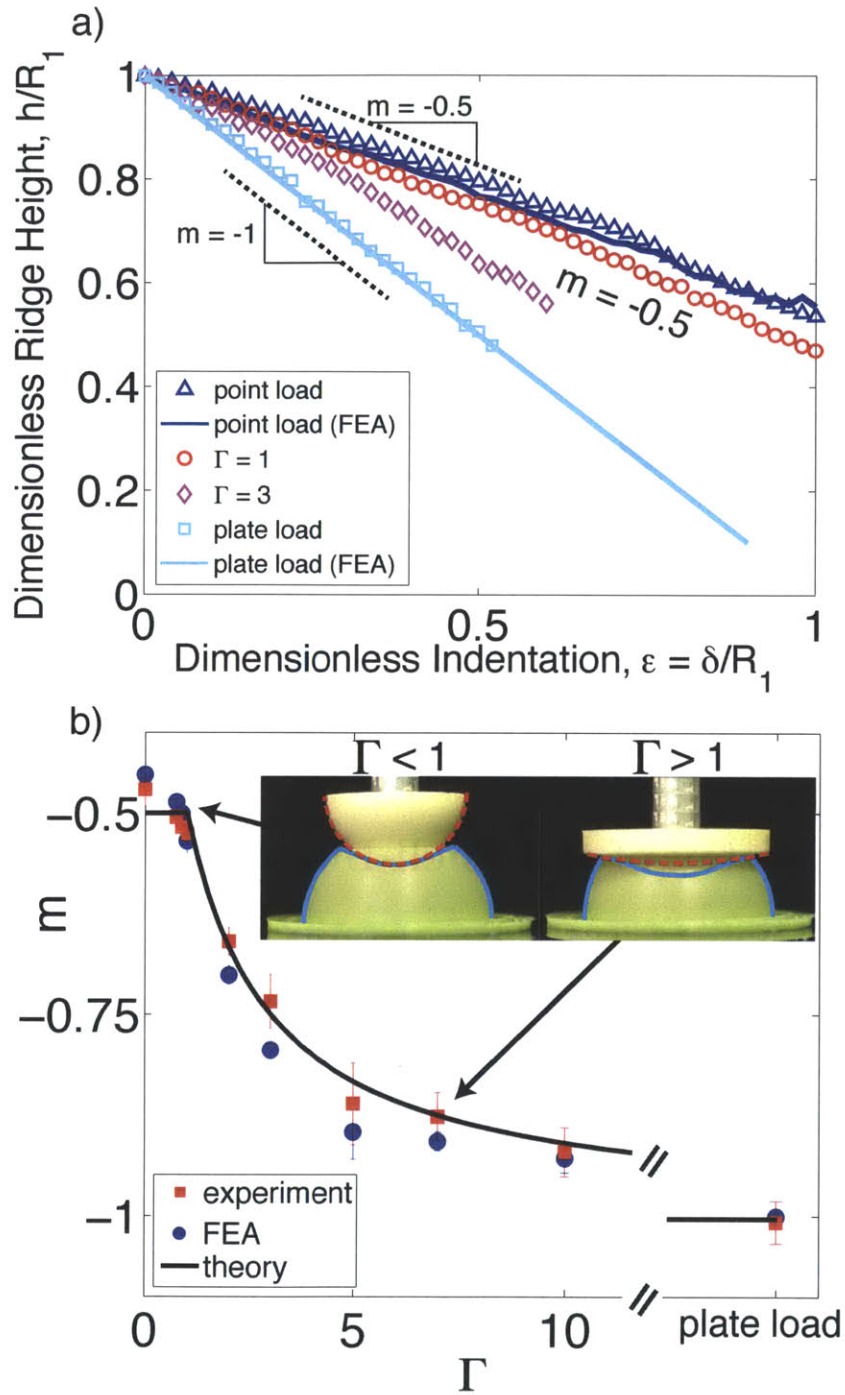 a)
Dimensionless Ridge Height, h/R₁
1
0.8
0.6
0.4
0.2
0
m = -0.5
m = -1
m = -0.5
point load
point load (FEA)
Γ = 1
Γ = 3
plate load
plate load (FEA)
0
0.5
1
Dimensionless Indentation, ε = δ/R₁
b)
Γ < 1
Γ > 1
−0.5
m
−0.75
−1
experiment
FEA
theory
0
5
10
plate load
Γ